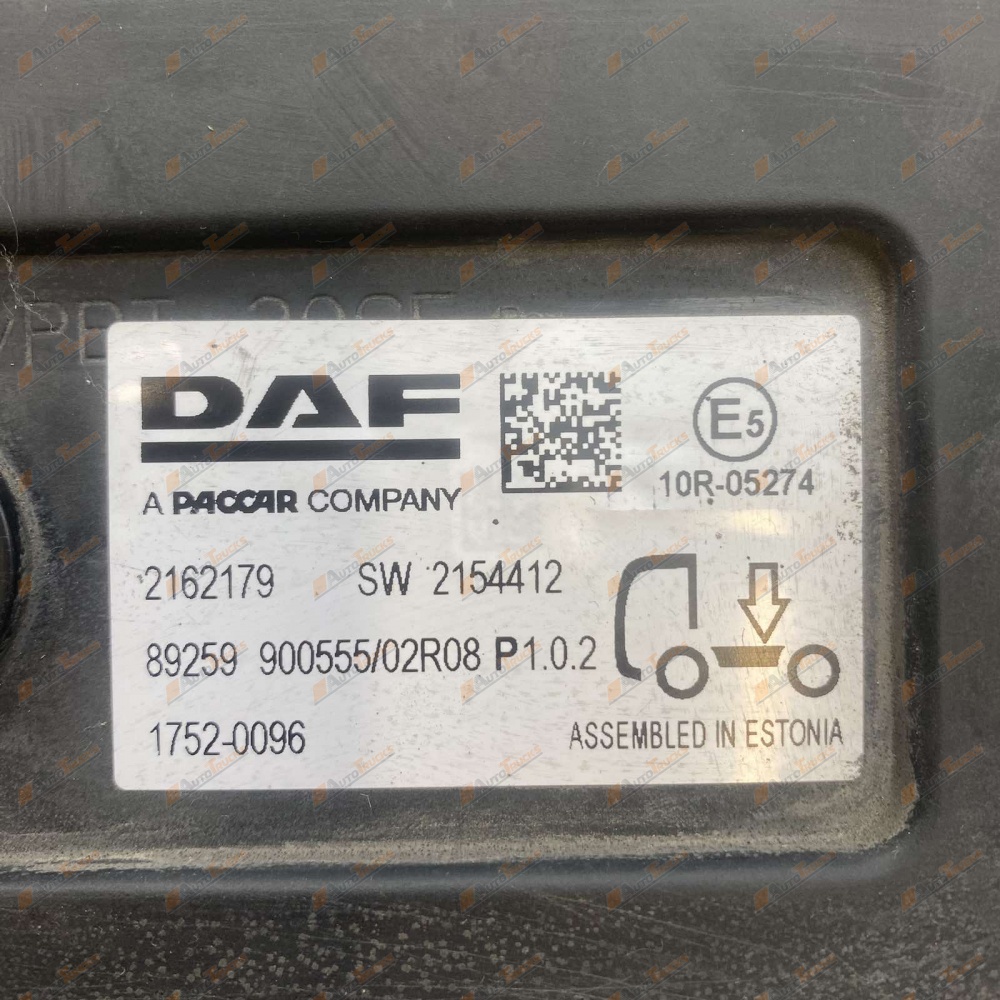 DAF
A PACCAR COMPANY
E5
10R-05274
2162179 SW 2154412
89259 900555/02R08 P1.0.2
1752-0096
ASSEMBLED IN ESTONIA
AUTOTRUCKS